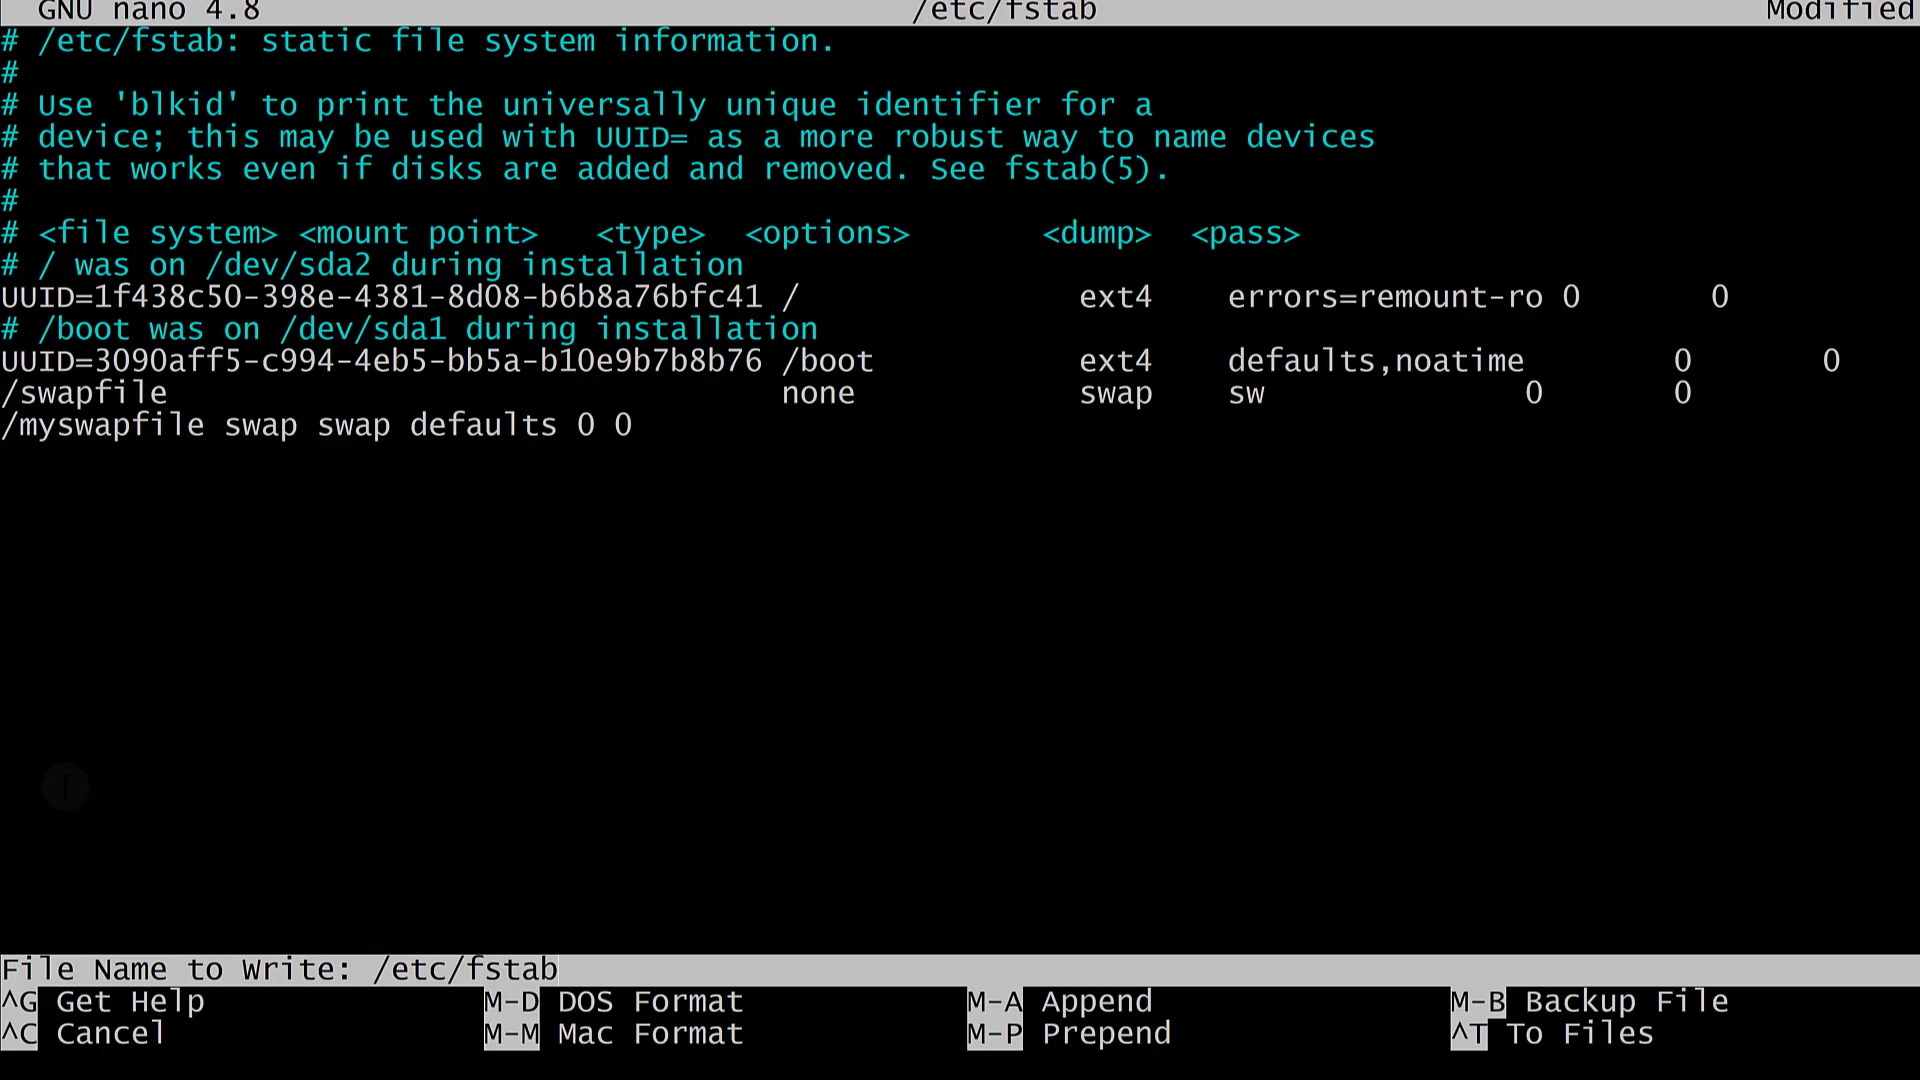 GNU nano 4.8 /etc/fstab Modified
# /etc/fstab: static file system information.
#
# Use 'blkid' to print the universally unique identifier for a
# device; this may be used with UUID= as a more robust way to name devices
# that works even if disks are added and removed. See fstab(5).
#
# <file system> <mount point>   <type>  <options>       <dump>  <pass>
# / was on /dev/sda2 during installation
UUID=1f438c50-398e-4381-8d08-b6b8a76bfc41 /               ext4    errors=remount-ro 0       0
# /boot was on /dev/sda1 during installation
UUID=3090aff5-c994-4eb5-bb5a-b10e9b7b8b76 /boot           ext4    defaults,noatime        0       0
/swapfile                                 none            swap    sw              0       0
/myswapfile swap swap defaults 0 0
File Name to Write: /etc/fstab
^G Get Help M-D DOS Format M-A Append M-B Backup File
^C Cancel M-M Mac Format M-P Prepend ^T To Files